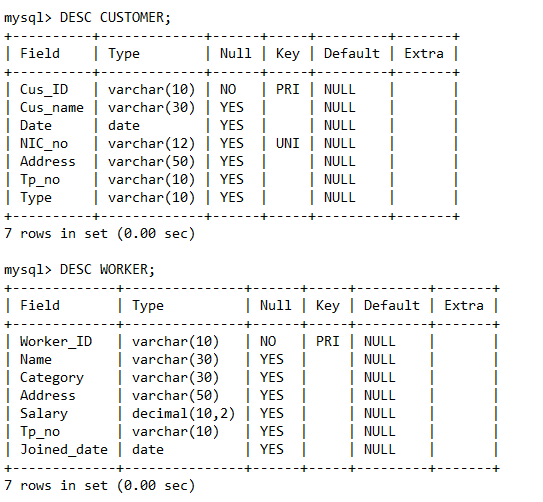 mysql> DESC CUSTOMER;
+----------+-------------+------+-----+---------+-------+
| Field    | Type        | Null | Key | Default | Extra |
+----------+-------------+------+-----+---------+-------+
| Cus_ID   | varchar(10) | NO   | PRI | NULL    |       |
| Cus_name | varchar(30) | YES  |     | NULL    |       |
| Date     | date        | YES  |     | NULL    |       |
| NIC_no   | varchar(12) | YES  | UNI | NULL    |       |
| Address  | varchar(50) | YES  |     | NULL    |       |
| Tp_no    | varchar(10) | YES  |     | NULL    |       |
| Type     | varchar(10) | YES  |     | NULL    |       |
+----------+-------------+------+-----+---------+-------+
7 rows in set (0.00 sec)

mysql> DESC WORKER;
+-------------+---------------+------+-----+---------+-------+
| Field       | Type          | Null | Key | Default | Extra |
+-------------+---------------+------+-----+---------+-------+
| Worker_ID   | varchar(10)   | NO   | PRI | NULL    |       |
| Name        | varchar(30)   | YES  |     | NULL    |       |
| Category    | varchar(30)   | YES  |     | NULL    |       |
| Address     | varchar(50)   | YES  |     | NULL    |       |
| Salary      | decimal(10,2) | YES  |     | NULL    |       |
| Tp_no       | varchar(10)   | YES  |     | NULL    |       |
| Joined_date | date          | YES  |     | NULL    |       |
+-------------+---------------+------+-----+---------+-------+
7 rows in set (0.00 sec)